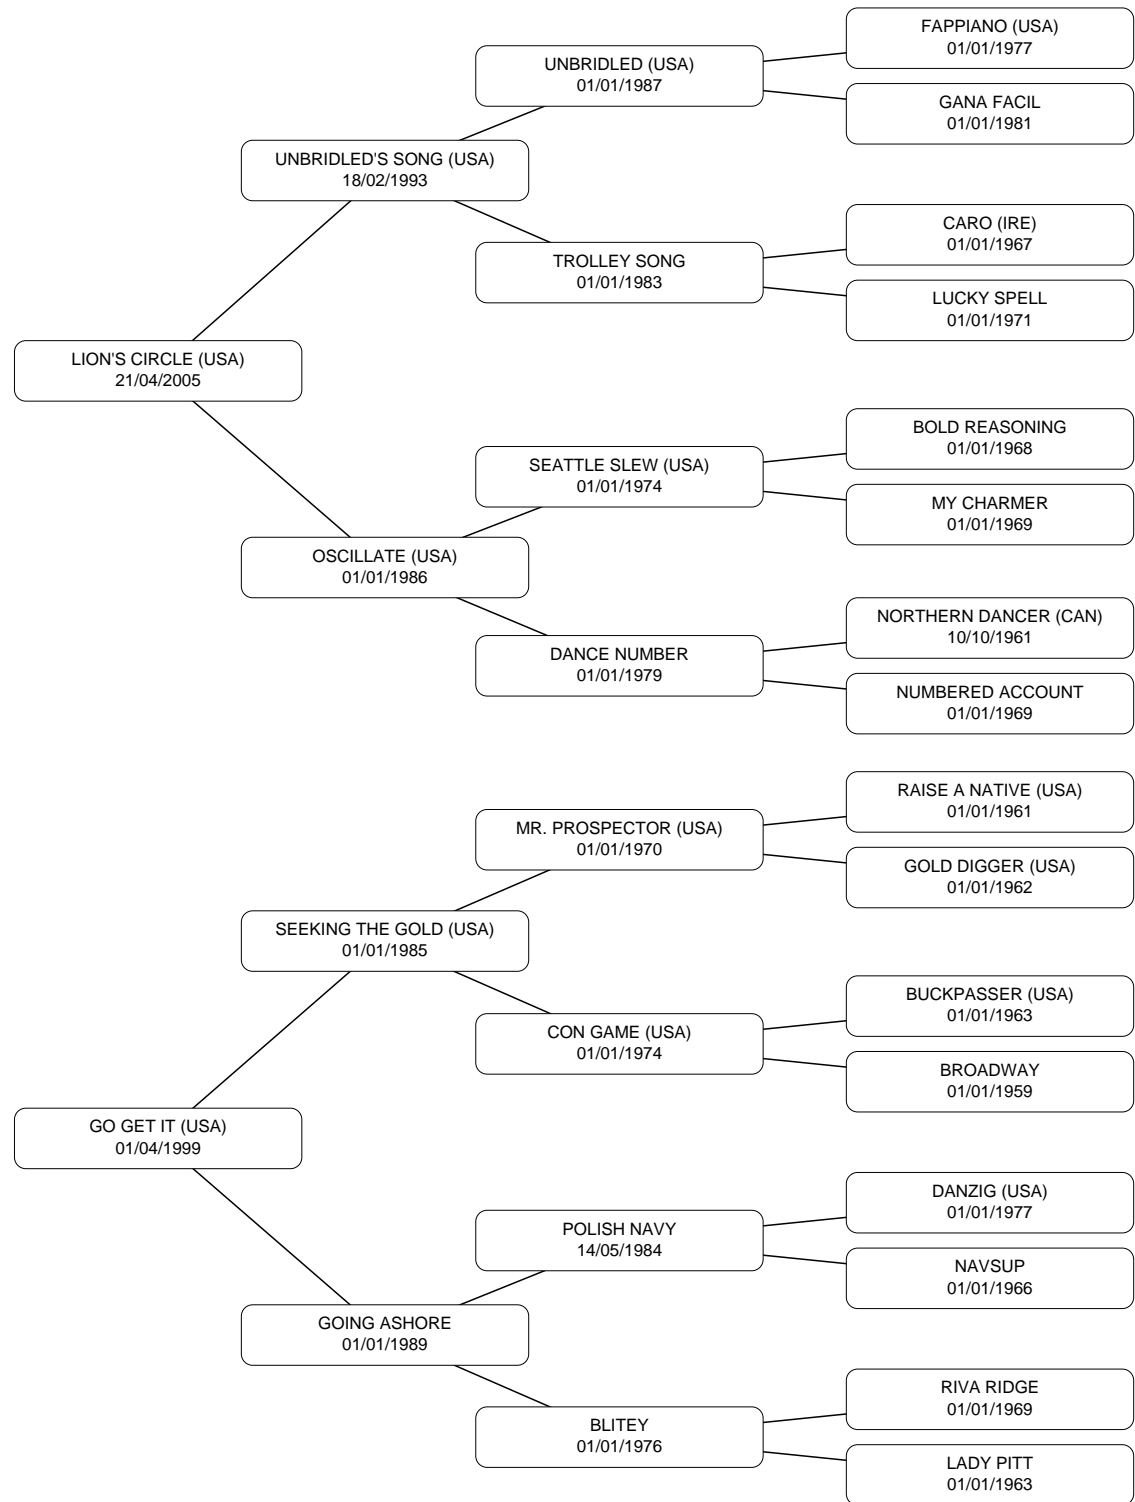 FAPPIANO (USA)
01/01/1977
UNBRIDLED (USA)
01/01/1987
GANA FACIL
01/01/1981
UNBRIDLED'S SONG (USA)
18/02/1993
CARO (IRE)
01/01/1967
TROLLEY SONG
01/01/1983
LUCKY SPELL
01/01/1971
LION'S CIRCLE (USA)
21/04/2005
BOLD REASONING
01/01/1968
SEATTLE SLEW (USA)
01/01/1974
MY CHARMER
01/01/1969
OSCILLATE (USA)
01/01/1986
NORTHERN DANCER (CAN)
10/10/1961
DANCE NUMBER
01/01/1979
NUMBERED ACCOUNT
01/01/1969
RAISE A NATIVE (USA)
01/01/1961
MR. PROSPECTOR (USA)
01/01/1970
GOLD DIGGER (USA)
01/01/1962
SEEKING THE GOLD (USA)
01/01/1985
BUCKPASSER (USA)
01/01/1963
CON GAME (USA)
01/01/1974
BROADWAY
01/01/1959
GO GET IT (USA)
01/04/1999
DANZIG (USA)
01/01/1977
POLISH NAVY
14/05/1984
NAVSUP
01/01/1966
GOING ASHORE
01/01/1989
RIVA RIDGE
01/01/1969
BLITEY
01/01/1976
LADY PITT
01/01/1963